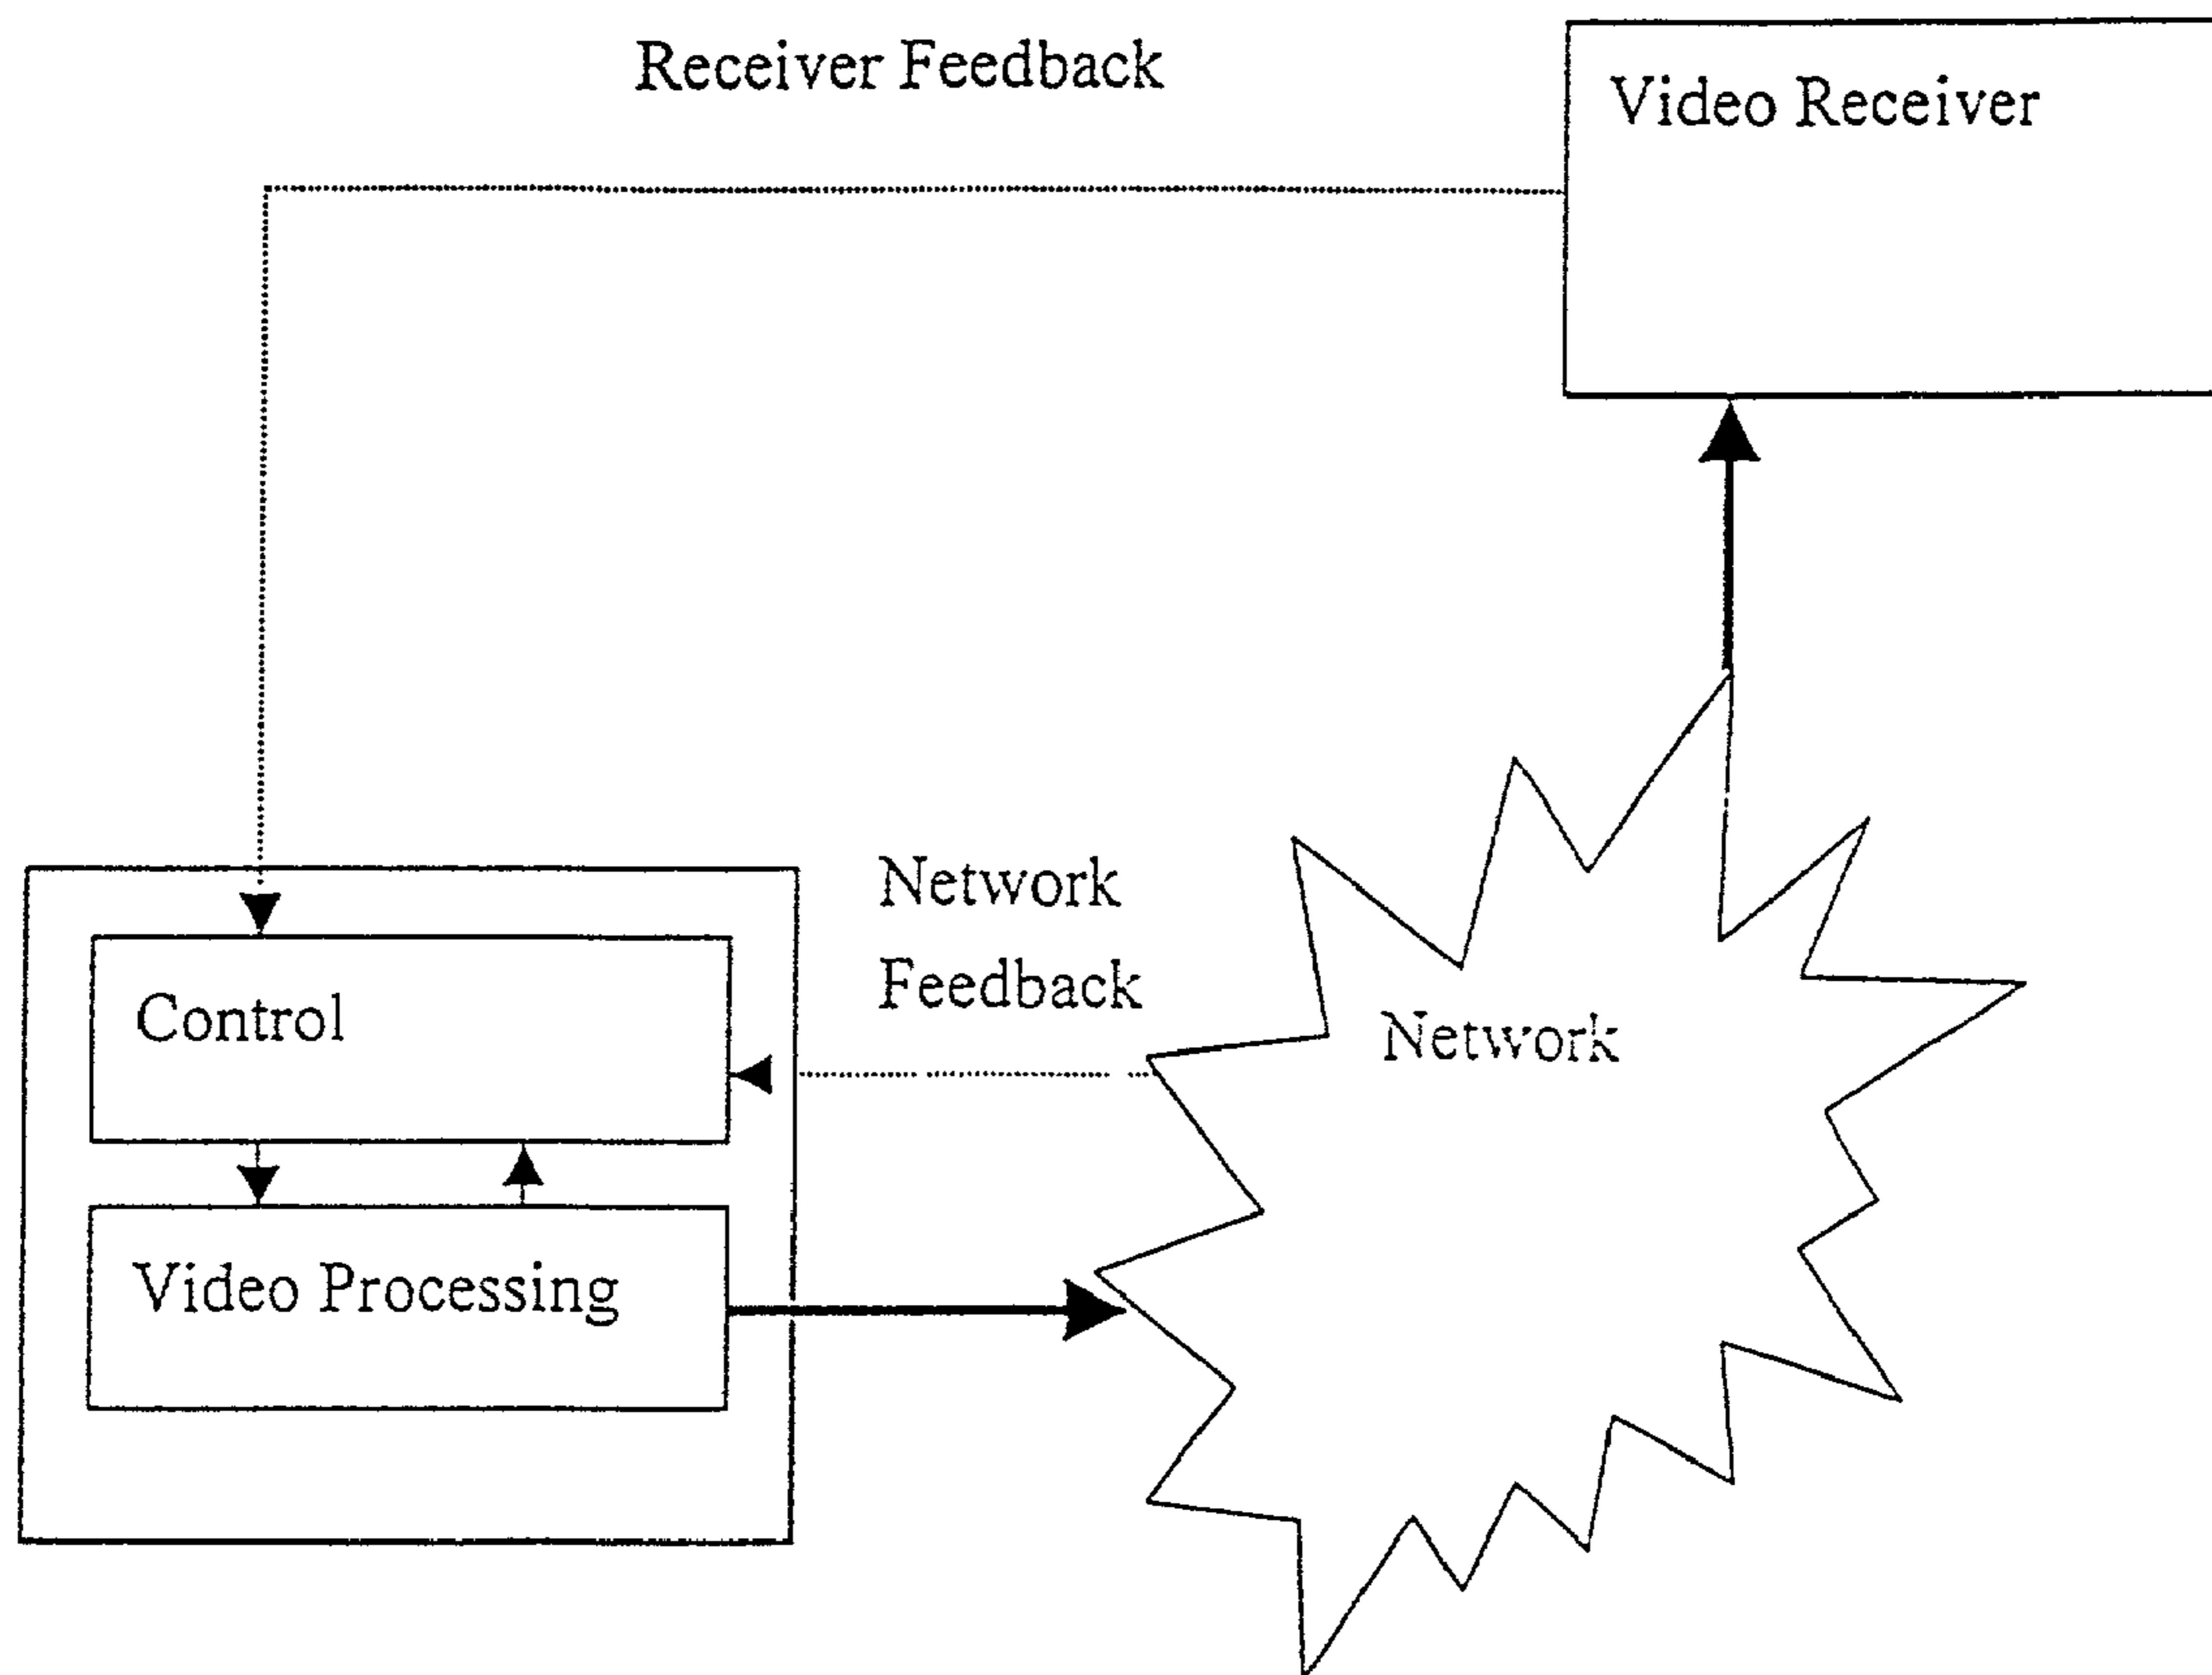 Receiver Feedback
Video Receiver
Network
Feedback
Control
Network
Video Processing